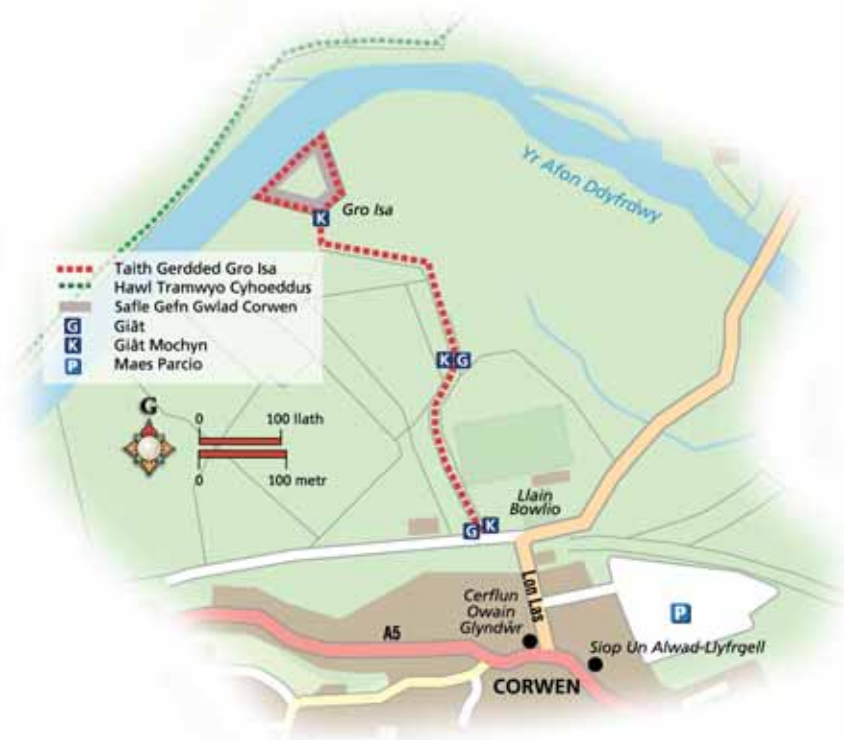 Yr Afon Ddyfrdwy
K
Gro Isa
Taith Gerdded Gro Isa
Hawl Tramwyo Cyhoeddus
Safle Gefn Gwlad Corwen
G Giât
K Giât Mochyn
P Maes Parcio
K G
G
0 100 llath
0 100 metr
Llain
Bowlio
G K
Lon Las
Cerflun
Owain
Glyndŵr
A5
P
Siop Un Alwad-Llyfrgell
CORWEN